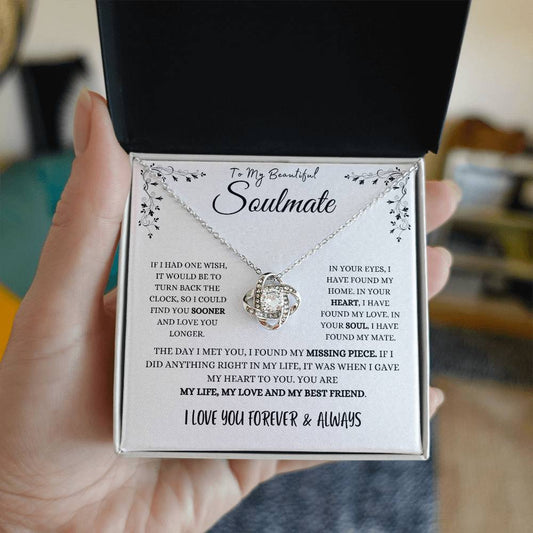 To My Beautiful
Soulmate
IF I HAD ONE WISH,
IT WOULD BE TO
TURN BACK THE
CLOCK, SO I COULD
FIND YOU SOONER
AND LOVE YOU
LONGER.
IN YOUR EYES, I
HAVE FOUND MY
HOME. IN YOUR
HEART, I HAVE
FOUND MY LOVE. IN
YOUR SOUL, I HAVE
FOUND MY MATE.
THE DAY I MET YOU, I FOUND MY MISSING PIECE. IF I
DID ANYTHING RIGHT IN MY LIFE, IT WAS WHEN I GAVE
MY HEART TO YOU. YOU ARE
MY LIFE, MY LOVE AND MY BEST FRIEND.
I LOVE YOU FOREVER & ALWAYS